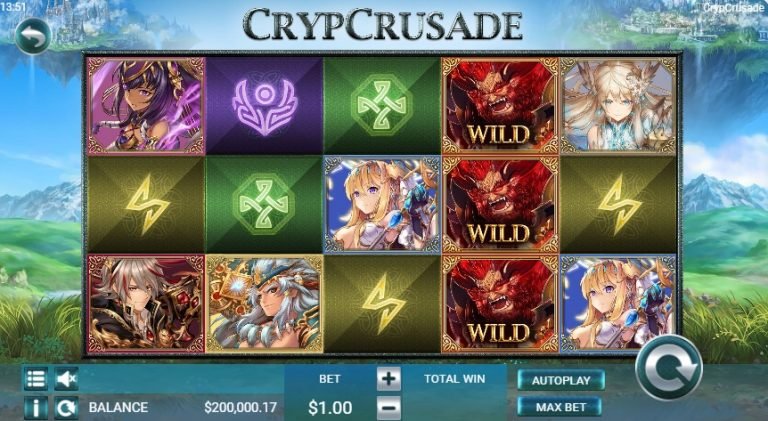 13:51
CrypCrusade
CRYPCRUSADE
WILD
WILD
WILD
BET
TOTAL WIN
AUTOPLAY
BALANCE
$200,000.17
$1.00
MAX BET